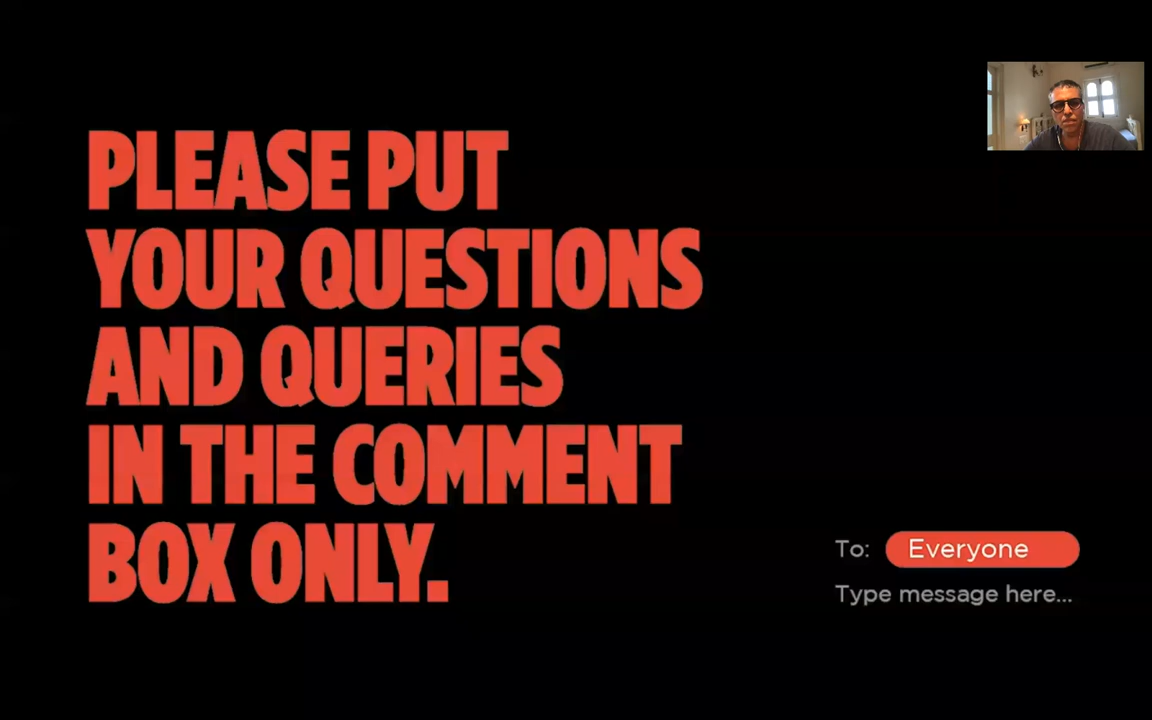 PLEASE PUT
YOUR QUESTIONS
AND QUERIES
IN THE COMMENT
BOX ONLY.
To: Everyone
Type message here...